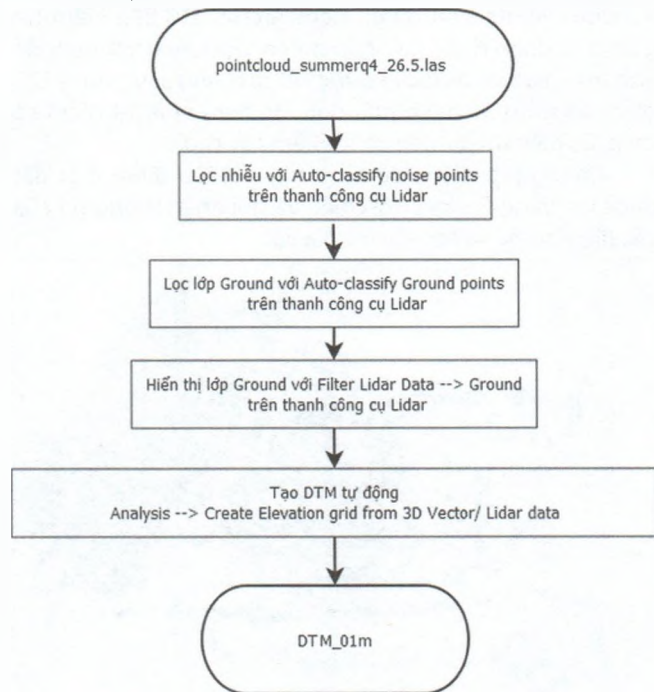 pointcloud_summerq4_26.5.las
Lọc nhiễu với Auto-classify noise points
trên thanh công cụ Lidar
Lọc lớp Ground với Auto-classify Ground points
trên thanh công cụ Lidar
Hiển thị lớp Ground với Filter Lidar Data --> Ground
trên thanh công cụ Lidar
Tạo DTM tự động
Analysis --> Create Elevation grid from 3D Vector/ Lidar data
DTM_01m